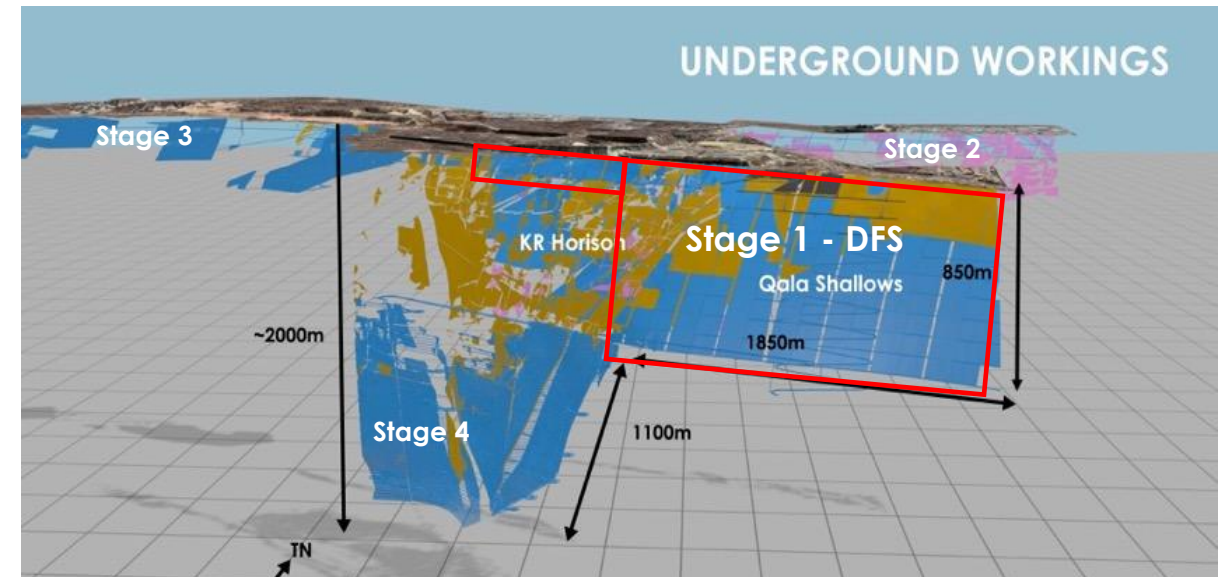 UNDERGROUND WORKINGS
Stage 3
Stage 2
KR Horison
Stage 1 - DFS
Qala Shallows
850m
~2000m
1850m
Stage 4
1100m
TN